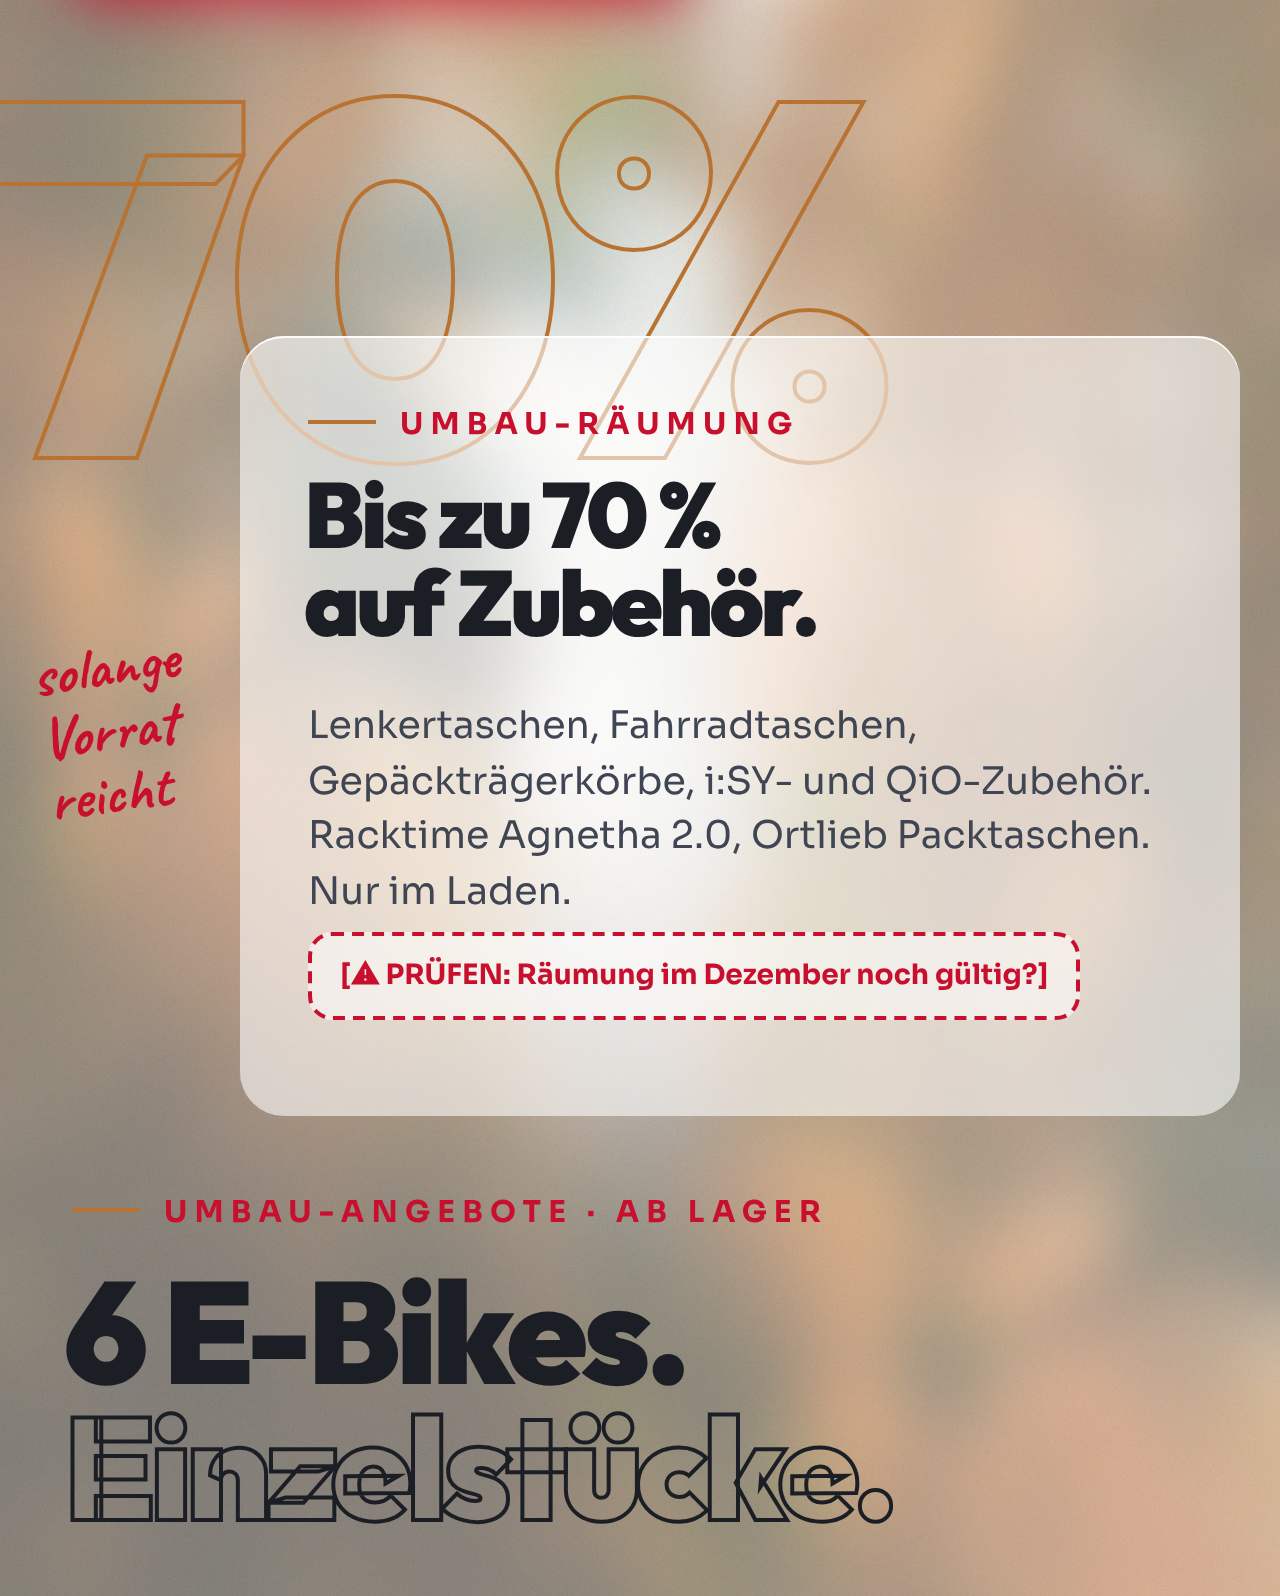 70%
UMBAU-RÄUMUNG
Bis zu 70 %
auf Zubehör.
solange
Vorrat
reicht
Lenkertaschen, Fahrradtaschen,
Gepäckträgerkörbe, i:SY- und QiO-Zubehör.
Racktime Agnetha 2.0, Ortlieb Packtaschen.
Nur im Laden.
[⚠ PRÜFEN: Räumung im Dezember noch gültig?]
UMBAU-ANGEBOTE · AB LAGER
6 E-Bikes.
Einzelstücke.